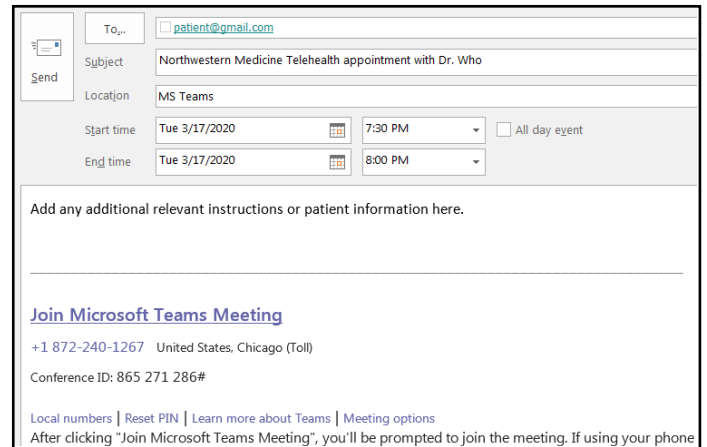 To... patient@gmail.com
Send
Subject Northwestern Medicine Telehealth appointment with Dr. Who
Location MS Teams
Start time Tue 3/17/2020 7:30 PM All day event
End time Tue 3/17/2020 8:00 PM
Add any additional relevant instructions or patient information here.
Join Microsoft Teams Meeting
+1 872-240-1267 United States, Chicago (Toll)
Conference ID: 865 271 286#
Local numbers | Reset PIN | Learn more about Teams | Meeting options
After clicking "Join Microsoft Teams Meeting", you'll be prompted to join the meeting. If using your phone